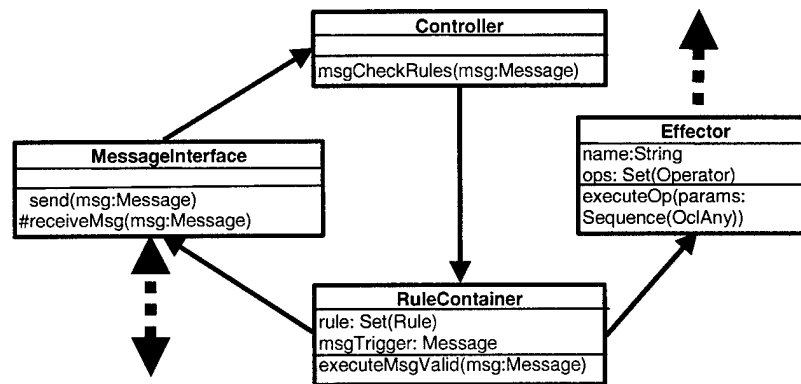 Controller
msgCheckRules(msg:Message)
MessageInterface
send(msg:Message)
#receiveMsg(msg:Message)
Effector
name:String
ops: Set(Operator)
executeOp(params:
Sequence(OclAny))
RuleContainer
rule: Set(Rule)
msgTrigger: Message
executeMsgValid(msg:Message)